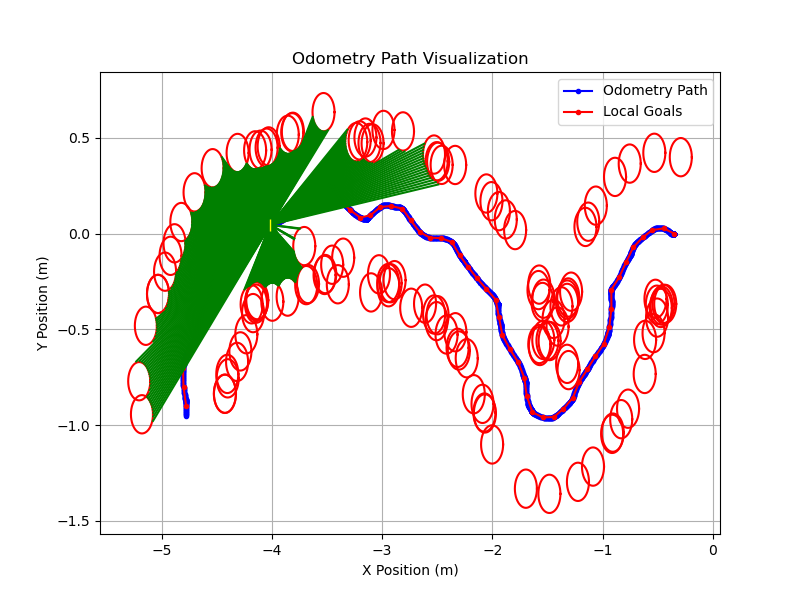 Odometry Path Visualization
Odometry Path
Local Goals
Y Position (m)
0.5
0.0
−0.5
−1.0
−1.5
−5
−4
−3
−2
−1
0
X Position (m)